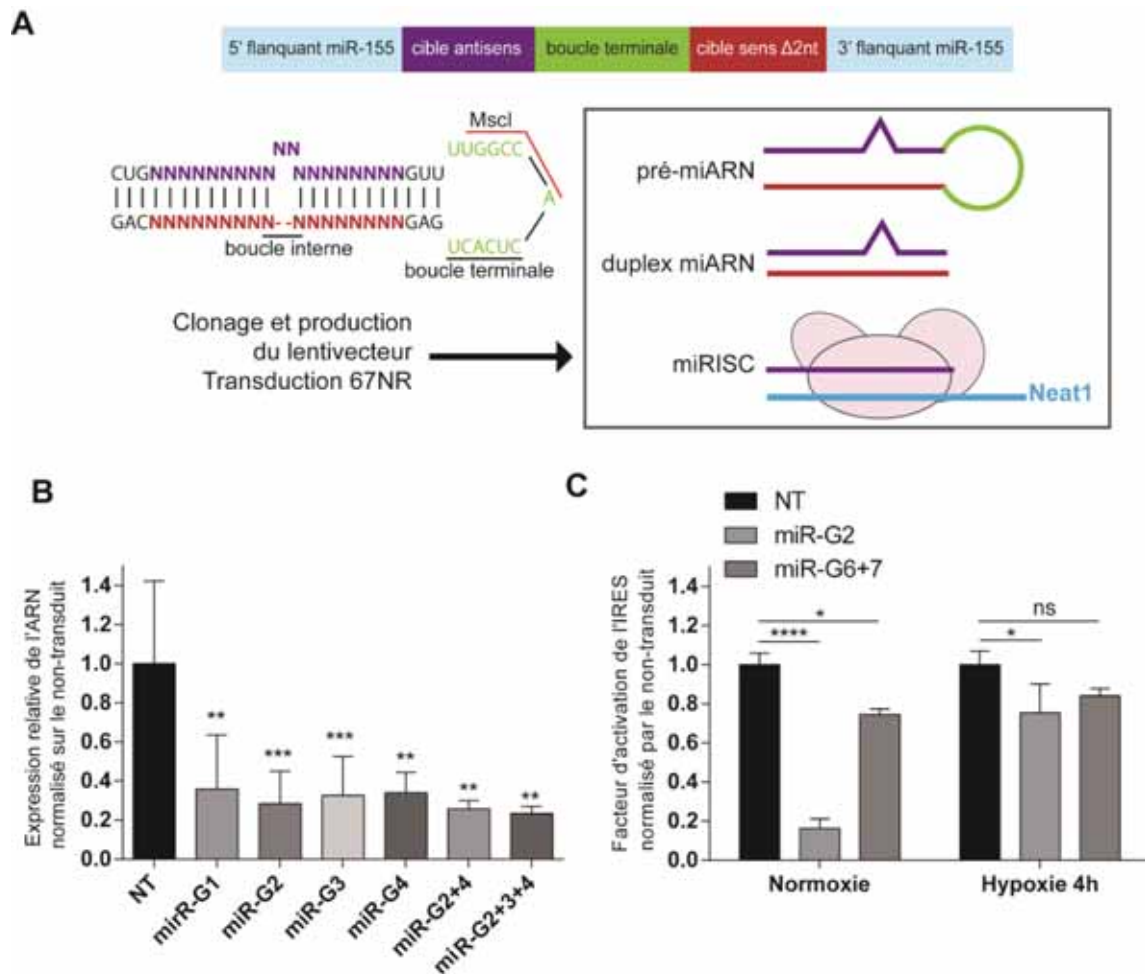 A
5' flanquant miR-155 cible antisens boucle terminale cible sens Δ2nt 3' flanquant miR-155
MscI
NN
UUGGCC
CUGNNNNNNNNN NNNNNNNNGUU
A
GACNNNNNNNNN--NNNNNNNNGAG
boucle interne
UCACUC
boucle terminale
Clonage et production
du lentivecteur
Transduction 67NR
pré-miARN
duplex miARN
miRISC
Neat1
B
Expression relative de l'ARN
normalisé sur le non-transduit
1.4
1.2
1.0
0.8
0.6
0.4
0.2
0.0
** *** *** ** ** **
NT
mirR-G1
miR-G2
miR-G3
miR-G4
miR-G2+4
miR-G2+3+4
C
NT
miR-G2
miR-G6+7
Facteur d'activation de l'IRES
normalisé par le non-transduit
1.4
1.2
1.0
0.8
0.6
0.4
0.2
0.0
*
****
ns
*
Normoxie
Hypoxie 4h